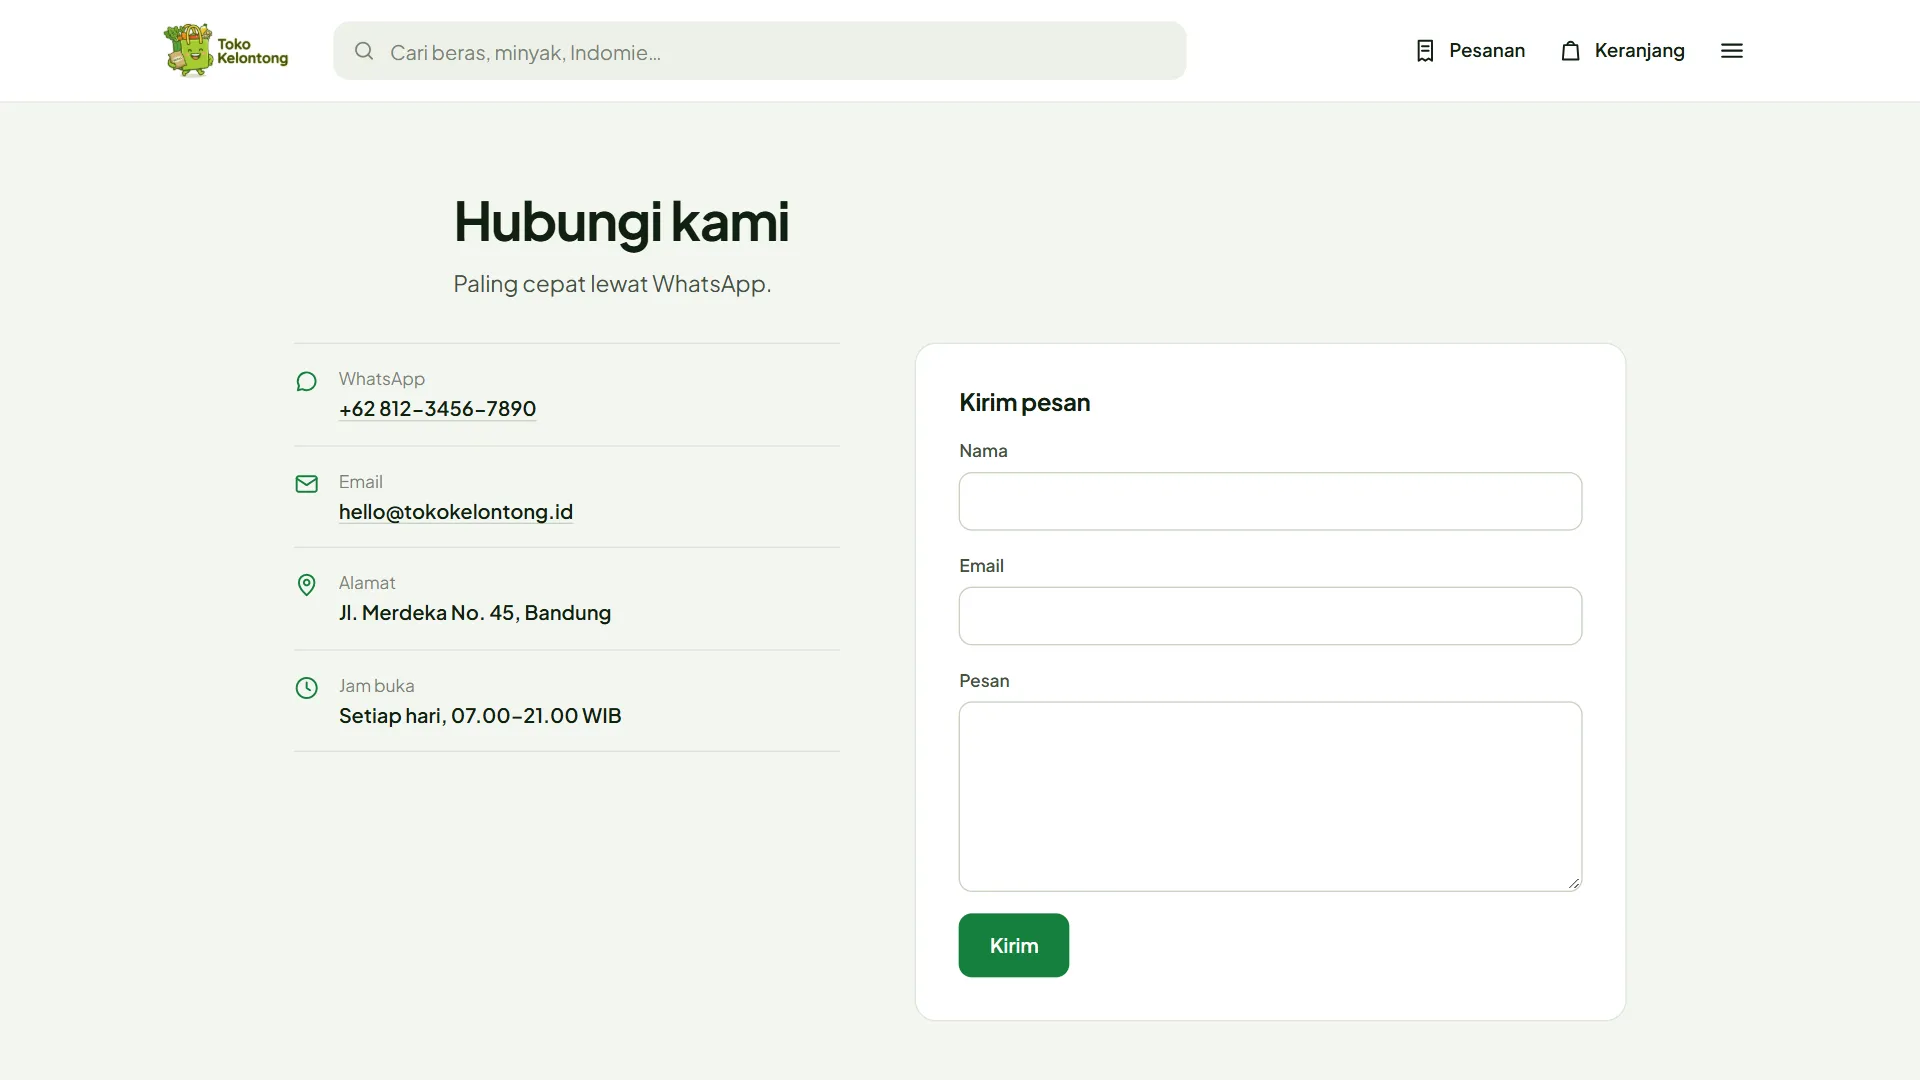 Toko
Kelontong
Cari beras, minyak, Indomie...
Pesanan
Keranjang
Hubungi kami
Paling cepat lewat WhatsApp.
WhatsApp
+62 812-3456-7890
Email
hello@tokokelontong.id
Alamat
Jl. Merdeka No. 45, Bandung
Jam buka
Setiap hari, 07.00–21.00 WIB
Kirim pesan
Nama
Email
Pesan
Kirim